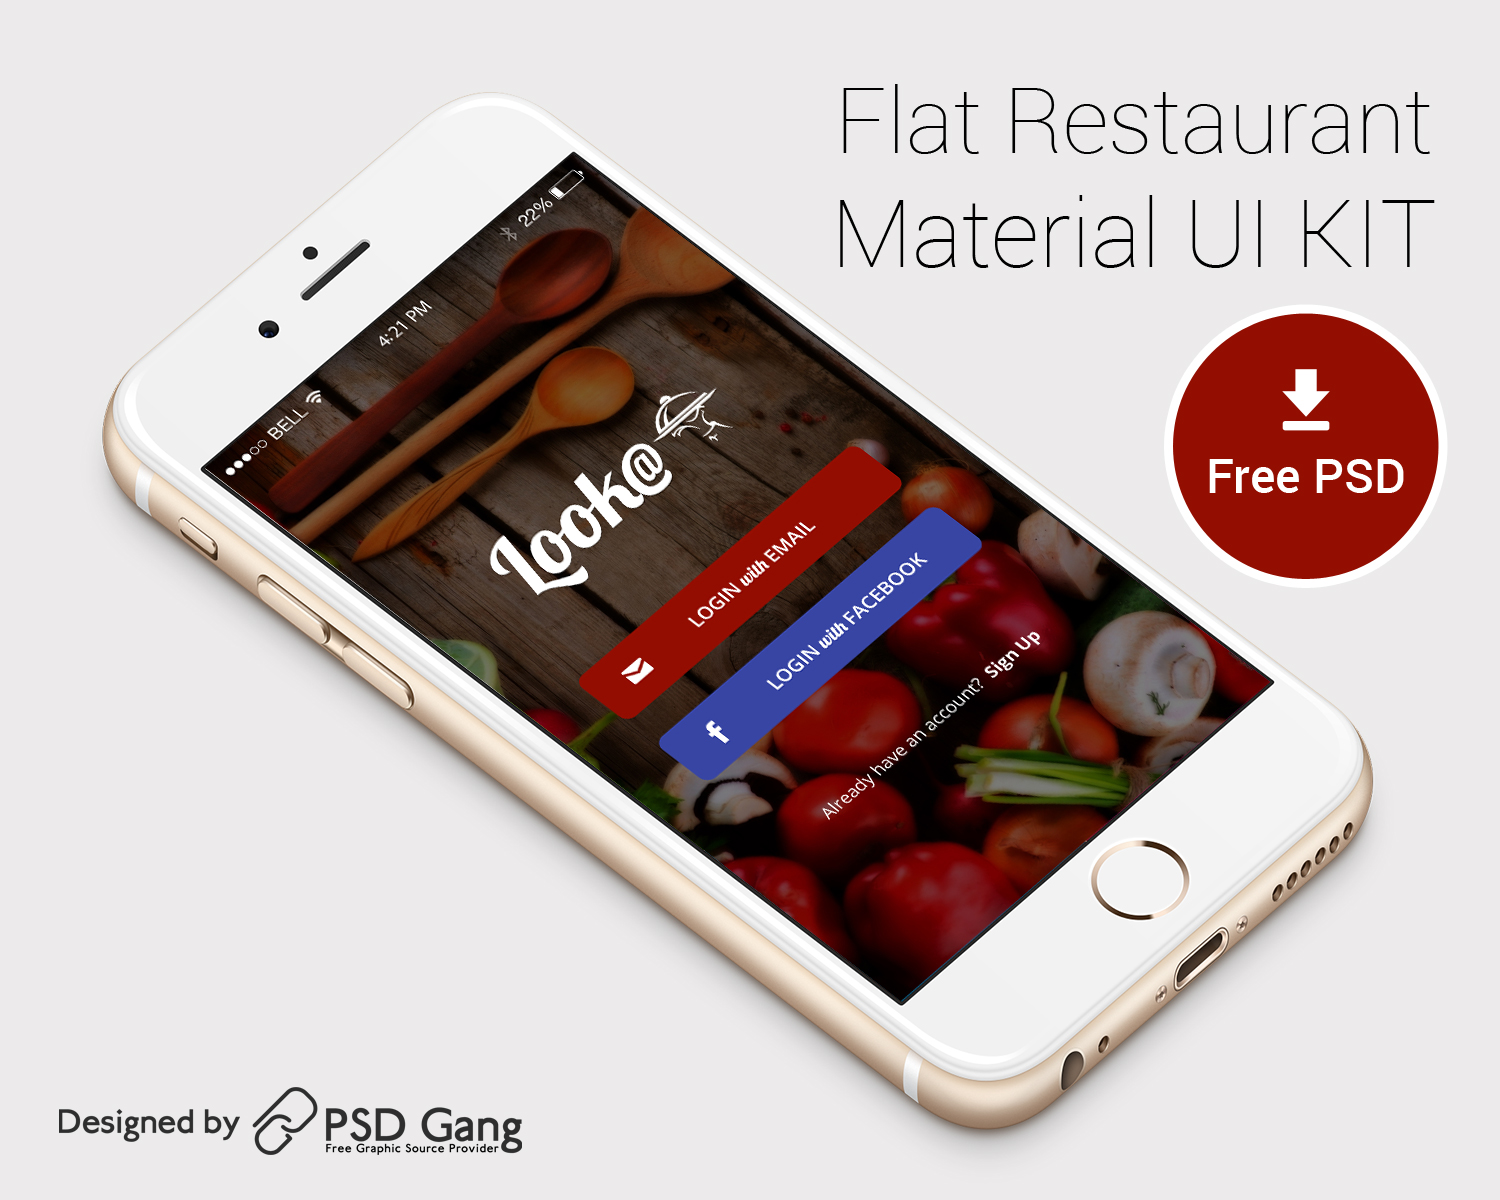 Flat Restaurant
Material UI KIT
Free PSD
BELL
4:21 PM
22%
Look@
LOGIN with EMAIL
f LOGIN with FACEBOOK
Already have an account? Sign Up
Designed by PSD Gang
Free Graphic Source Provider